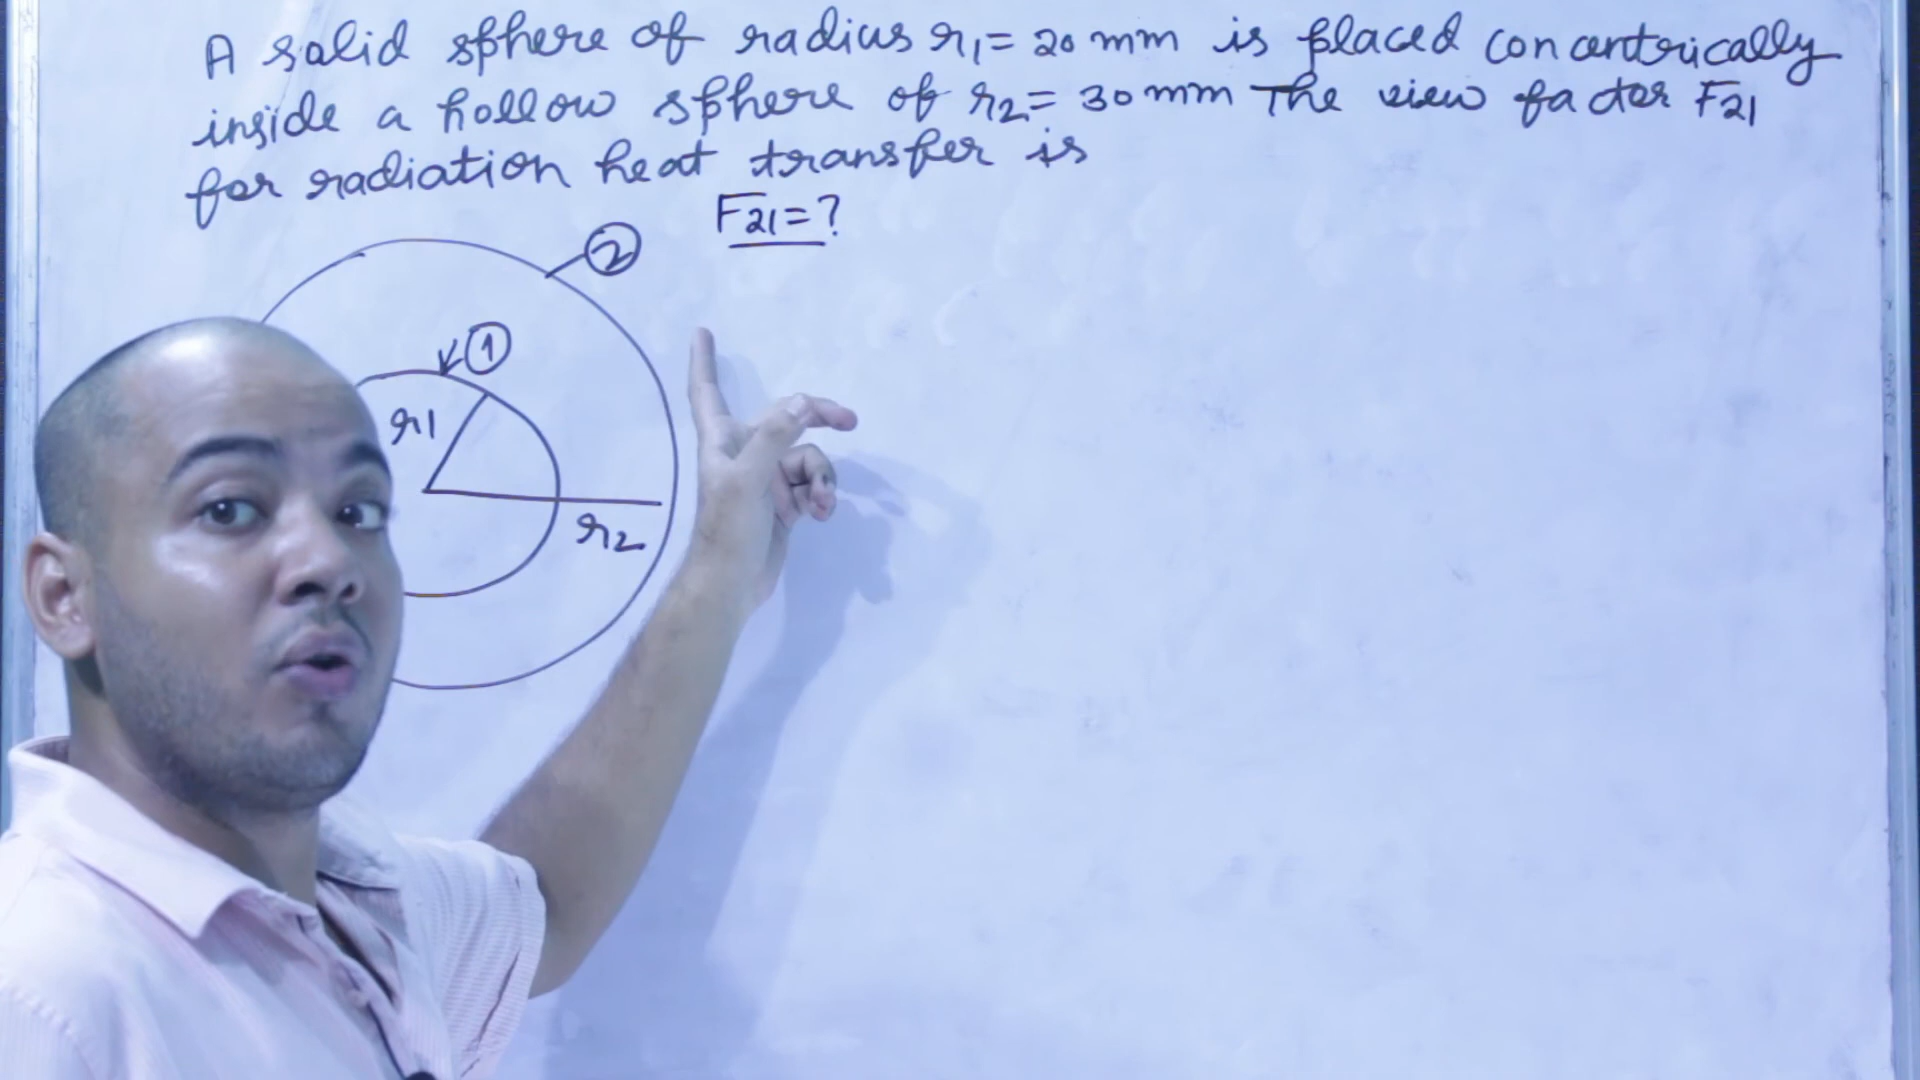 A solid sphere of radius r1 = 20 mm is placed concentrically
inside a hollow sphere of r2 = 30 mm The view factor F21
for radiation heat transfer is
F21 = ?
2
1
r1
r2